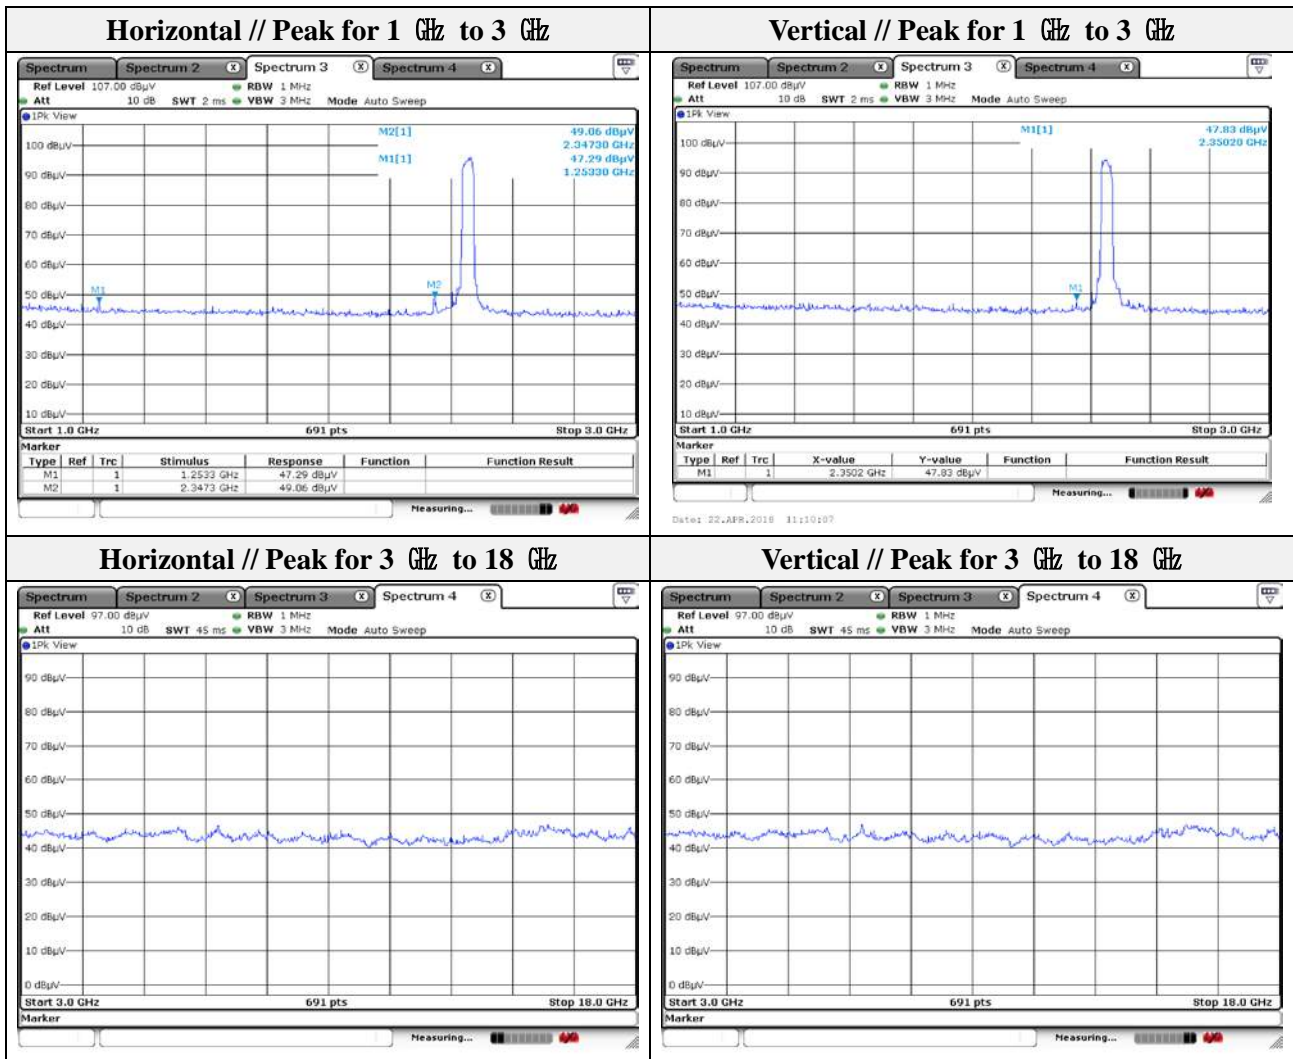 Horizontal // Peak for 1 ㎓ to 3 ㎓
Spectrum Spectrum 2 Spectrum 3 Spectrum 4
Ref Level 107.00 dBµV RBW 1 MHz
Att 10 dB SWT 2 ms VBW 3 MHz Mode Auto Sweep
1Pk View
M2[1] 49.06 dBµV
2.34730 GHz
M1[1] 47.29 dBµV
1.25330 GHz
100 dBµV
90 dBµV
80 dBµV
70 dBµV
60 dBµV
M2
M1
50 dBµV
40 dBµV
30 dBµV
20 dBµV
10 dBµV
Start 1.0 GHz 691 pts Stop 3.0 GHz
Marker
Type Ref Trc Stimulus Response Function Function Result
M1 1 1.2533 GHz 47.29 dBµV
M2 1 2.3473 GHz 49.06 dBµV
Measuring...
Vertical // Peak for 1 ㎓ to 3 ㎓
Spectrum Spectrum 2 Spectrum 3 Spectrum 4
Ref Level 107.00 dBµV RBW 1 MHz
Att 10 dB SWT 2 ms VBW 3 MHz Mode Auto Sweep
1Pk View
M1[1] 47.83 dBµV
2.35020 GHz
100 dBµV
90 dBµV
80 dBµV
70 dBµV
60 dBµV
M1
50 dBµV
40 dBµV
30 dBµV
20 dBµV
10 dBµV
Start 1.0 GHz 691 pts Stop 3.0 GHz
Marker
Type Ref Trc X-value Y-value Function Function Result
M1 1 2.3502 GHz 47.83 dBµV
Measuring...
Date: 22.APR.2018 11:10:07
Horizontal // Peak for 3 ㎓ to 18 ㎓
Spectrum Spectrum 2 Spectrum 3 Spectrum 4
Ref Level 97.00 dBµV RBW 1 MHz
Att 10 dB SWT 45 ms VBW 3 MHz Mode Auto Sweep
1Pk View
90 dBµV
80 dBµV
70 dBµV
60 dBµV
50 dBµV
40 dBµV
30 dBµV
20 dBµV
10 dBµV
0 dBµV
Start 3.0 GHz 691 pts Stop 18.0 GHz
Marker
Measuring...
Vertical // Peak for 3 ㎓ to 18 ㎓
Spectrum Spectrum 2 Spectrum 3 Spectrum 4
Ref Level 97.00 dBµV RBW 1 MHz
Att 10 dB SWT 45 ms VBW 3 MHz Mode Auto Sweep
1Pk View
90 dBµV
80 dBµV
70 dBµV
60 dBµV
50 dBµV
40 dBµV
30 dBµV
20 dBµV
10 dBµV
0 dBµV
Start 3.0 GHz 691 pts Stop 18.0 GHz
Marker
Measuring...